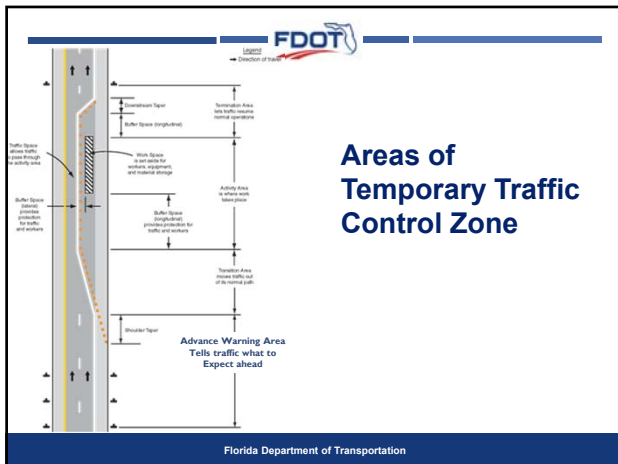 FDOT
Legend
Direction of travel
Downstream Taper
Buffer Space (longitudinal)
Termination Area
lets traffic resume
normal operations
Traffic Space
allows traffic
pass through
the activity area
Work Space
is set aside for
workers, equipment,
and material storage
Activity Area
is where work
takes place
Buffer Space
(lateral)
provides
protection
for traffic
and workers
Buffer Space
(longitudinal)
provides protection for
traffic and workers
Transition Area
moves traffic out
of its normal path
Shoulder Taper
Advance Warning Area
Tells traffic what to
Expect ahead
Areas of
Temporary Traffic
Control Zone
Florida Department of Transportation